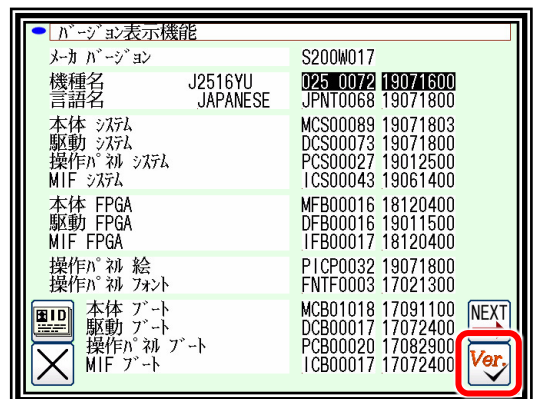 バージョン表示機能
メーカ バージョン S200W017
機種名 J2516YU 025 0072 19071600
言語名 JAPANESE JPNT0068 19071800
本体 システム MCS00089 19071803
駆動 システム DCS00073 19071800
操作パネル システム PCS00027 19012500
MIF システム ICS00043 19061400
本体 FPGA MFB00016 18120400
駆動 FPGA DFB00016 19011500
MIF FPGA IFB00017 18120400
操作パネル 絵 PICP0032 19071800
操作パネル フォント FNTF0003 17021300
ID 本体 ブート MCB01018 17091100 NEXT
駆動 ブート DCB00017 17072400
操作パネル ブート PCB00020 17082900 Ver.
MIF ブート ICB00017 17072400